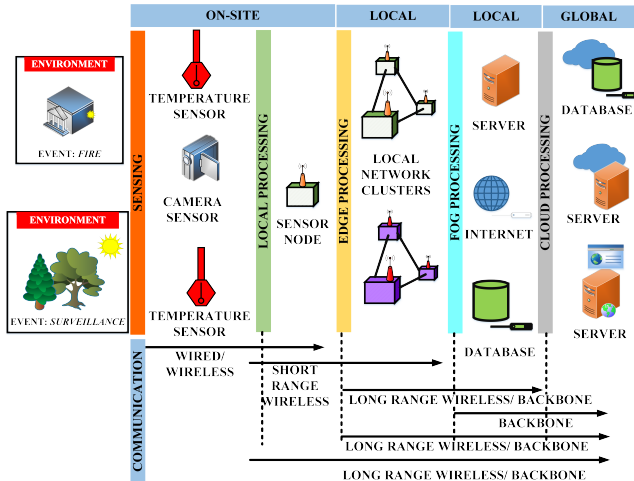 ON-SITE
LOCAL
LOCAL
GLOBAL
ENVIRONMENT
EVENT: FIRE
ENVIRONMENT
EVENT: SURVEILLANCE
SENSING
TEMPERATURE
SENSOR
CAMERA
SENSOR
TEMPERATURE
SENSOR
LOCAL PROCESSING
SENSOR
NODE
EDGE PROCESSING
LOCAL
NETWORK
CLUSTERS
FOG PROCESSING
SERVER
INTERNET
DATABASE
CLOUD PROCESSING
DATABASE
SERVER
SERVER
COMMUNICATION
WIRED/
WIRELESS
SHORT
RANGE
WIRELESS
LONG RANGE WIRELESS/ BACKBONE
BACKBONE
LONG RANGE WIRELESS/ BACKBONE
LONG RANGE WIRELESS/ BACKBONE